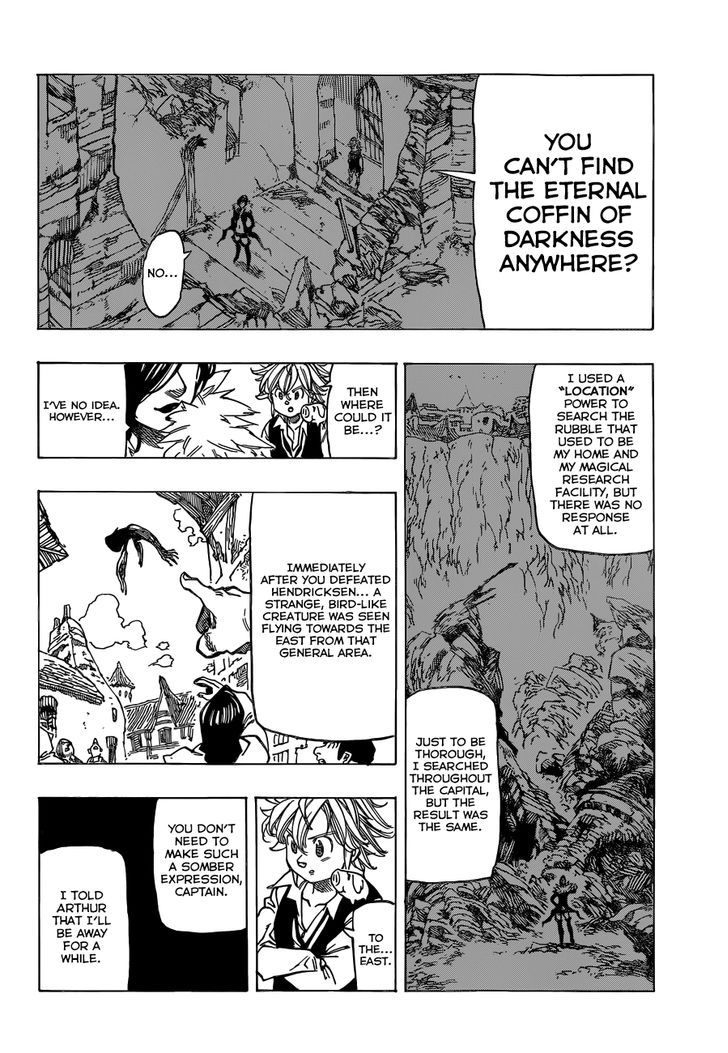 YOU
CAN'T FIND
THE ETERNAL
COFFIN OF
DARKNESS
ANYWHERE?
NO...
I USED A
"LOCATION"
POWER TO
SEARCH THE
RUBBLE THAT
USED TO BE
MY HOME AND
MY MAGICAL
RESEARCH
FACILITY, BUT
THERE WAS NO
RESPONSE
AT ALL.
JUST TO BE
THOROUGH,
I SEARCHED
THROUGHOUT
THE CAPITAL,
BUT THE
RESULT WAS
THE SAME.
THEN
WHERE
COULD IT
BE...?
I'VE NO IDEA.
HOWEVER...
IMMEDIATELY
AFTER YOU DEFEATED
HENDRICKSEN... A
STRANGE, BIRD-LIKE
CREATURE WAS SEEN
FLYING TOWARDS THE
EAST FROM THAT
GENERAL AREA.
TO
THE...
EAST.
YOU DON'T
NEED TO
MAKE SUCH
A SOMBER
EXPRESSION,
CAPTAIN.
I TOLD
ARTHUR
THAT I'LL
BE AWAY
FOR A
WHILE.